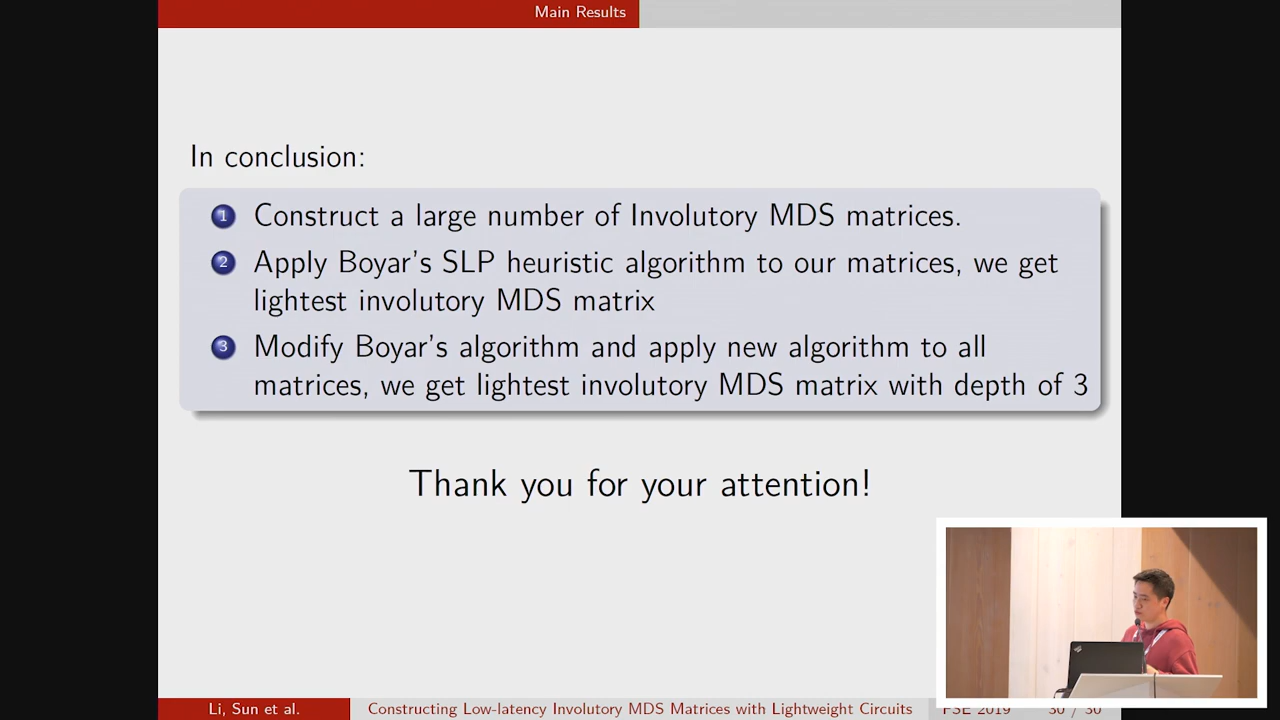 Main Results
In conclusion:
1 Construct a large number of Involutory MDS matrices.
2 Apply Boyar's SLP heuristic algorithm to our matrices, we get
lightest involutory MDS matrix
3 Modify Boyar's algorithm and apply new algorithm to all
matrices, we get lightest involutory MDS matrix with depth of 3
Thank you for your attention!
Li, Sun et al.
Constructing Low-latency Involutory MDS Matrices with Lightweight Circuits
FSE 2019
30 / 30